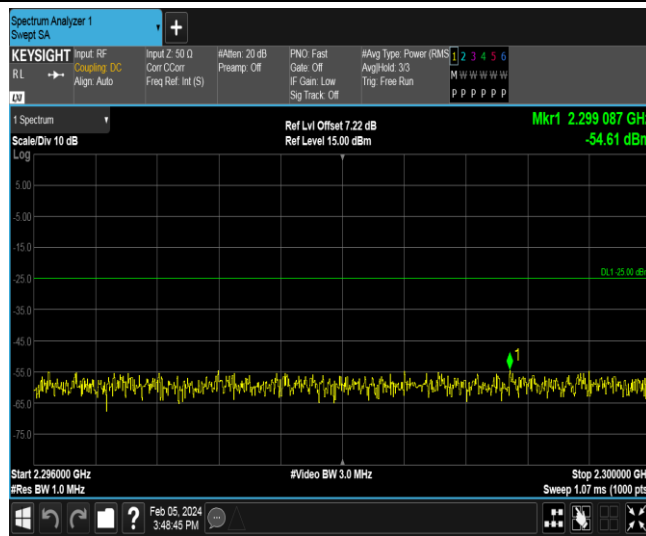 Spectrum Analyzer 1
Swept SA
KEYSIGHT
RL
Input: RF
Coupling: DC
Align: Auto
Input Z: 50 Ω
Corr CCorr
Freq Ref: Int (S)
#Atten: 20 dB
Preamp: Off
PNO: Fast
Gate: Off
IF Gain: Low
Sig Track: Off
#Avg Type: Power (RMS
Avg|Hold: 3/3
Trig: Free Run
1 2 3 4 5 6
M W W W W W
P P P P P P
LXI
1 Spectrum
Scale/Div 10 dB
Ref Lvl Offset 7.22 dB
Ref Level 15.00 dBm
Mkr1 2.299 087 GHz
-54.61 dBm
Log
5.00
-5.00
-15.0
-25.0
DL1 -25.00 dBm
-35.0
-45.0
1
-55.0
-65.0
-75.0
Start 2.296000 GHz
#Res BW 1.0 MHz
#Video BW 3.0 MHz
Stop 2.300000 GHz
Sweep 1.07 ms (1000 pts
?
Feb 05, 2024
3:48:45 PM